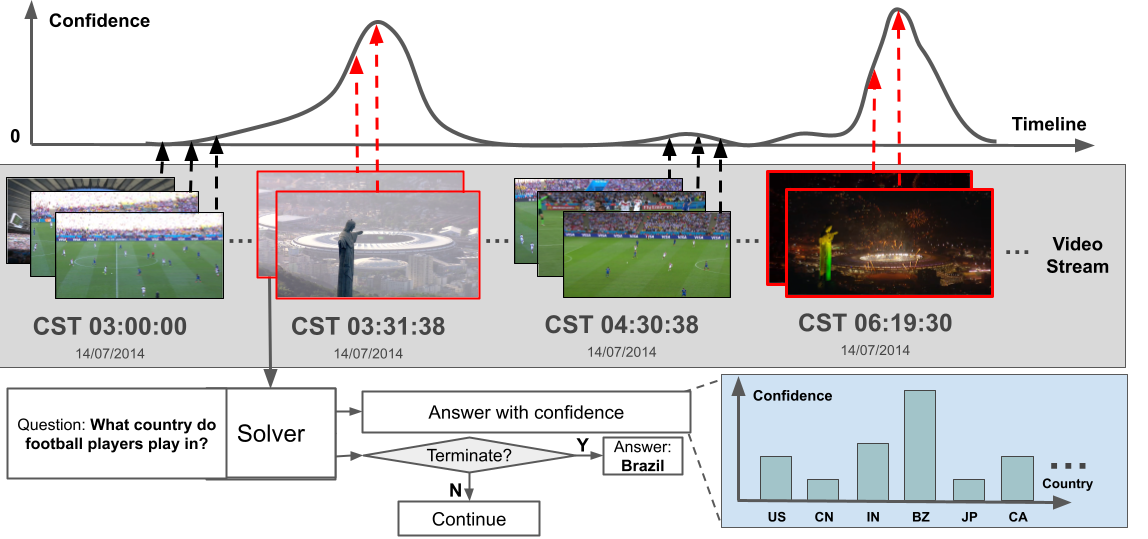 Confidence
0
Timeline
VISA
...
...
...
...
Video
Stream
CST 03:00:00
CST 03:31:38
CST 04:30:38
CST 06:19:30
14/07/2014
14/07/2014
14/07/2014
14/07/2014
Question: What country do
football players play in?
Solver
Answer with confidence
Terminate?
Y
Answer:
Brazil
N
Continue
Confidence
...
Country
US CN IN BZ JP CA